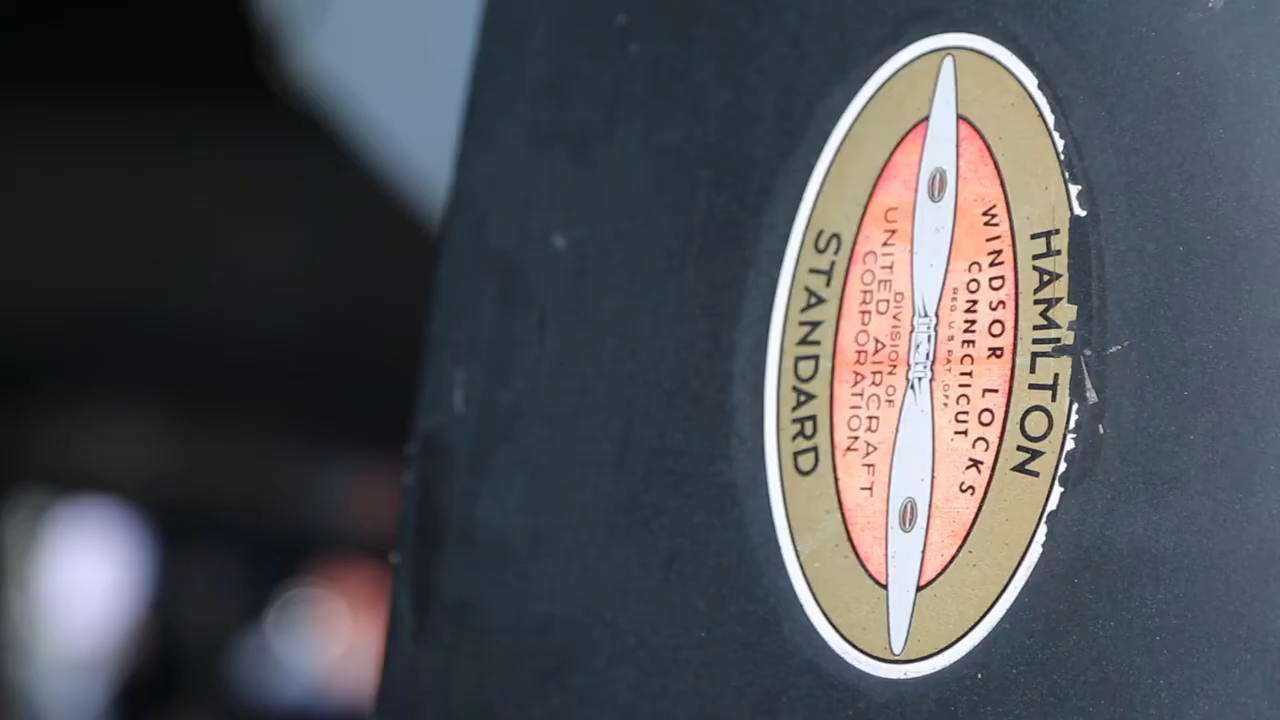 HAMILTON
WINDSOR LOCKS
CONNECTICUT.
REG. U.S. PAT. OFF.
DIVISION OF
UNITED AIRCRAFT
CORPORATION
STANDARD